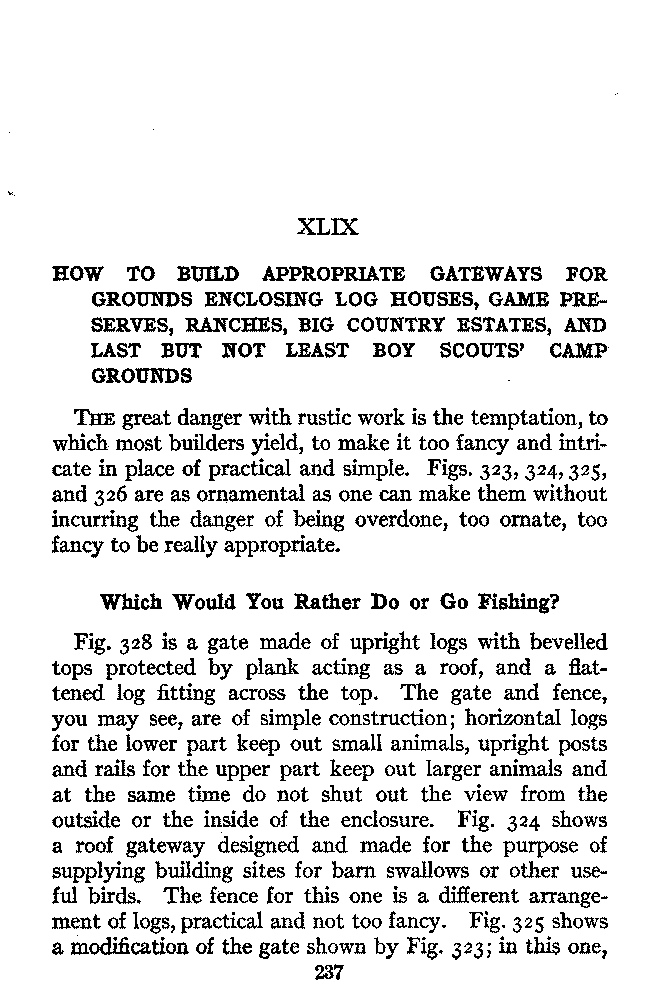 XLIX
HOW TO BUILD APPROPRIATE GATEWAYS FOR
GROUNDS ENCLOSING LOG HOUSES, GAME PRE-
SERVES, RANCHES, BIG COUNTRY ESTATES, AND
LAST BUT NOT LEAST BOY SCOUTS' CAMP
GROUNDS
THE great danger with rustic work is the temptation, to
which most builders yield, to make it too fancy and intri-
cate in place of practical and simple. Figs. 323, 324, 325,
and 326 are as ornamental as one can make them without
incurring the danger of being overdone, too ornate, too
fancy to be really appropriate.
Which Would You Rather Do or Go Fishing?
Fig. 328 is a gate made of upright logs with bevelled
tops protected by plank acting as a roof, and a flat-
tened log fitting across the top. The gate and fence,
you may see, are of simple construction; horizontal logs
for the lower part keep out small animals, upright posts
and rails for the upper part keep out larger animals and
at the same time do not shut out the view from the
outside or the inside of the enclosure. Fig. 324 shows
a roof gateway designed and made for the purpose of
supplying building sites for barn swallows or other use-
ful birds. The fence for this one is a different arrange-
ment of logs, practical and not too fancy. Fig. 325 shows
a modification of the gate shown by Fig. 323; in this one,
237